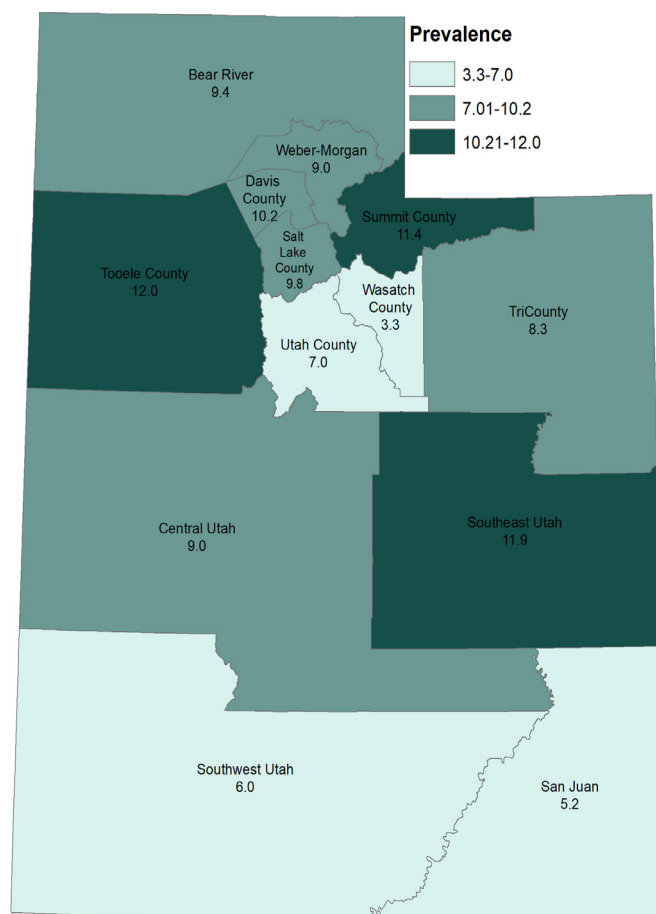 Prevalence
3.3-7.0
7.01-10.2
10.21-12.0
Bear River
9.4
Weber-Morgan
9.0
Davis
County
10.2
Summit County
11.4
Salt
Lake
County
9.8
Tooele County
12.0
Wasatch
County
3.3
TriCounty
8.3
Utah County
7.0
Central Utah
9.0
Southeast Utah
11.9
Southwest Utah
6.0
San Juan
5.2